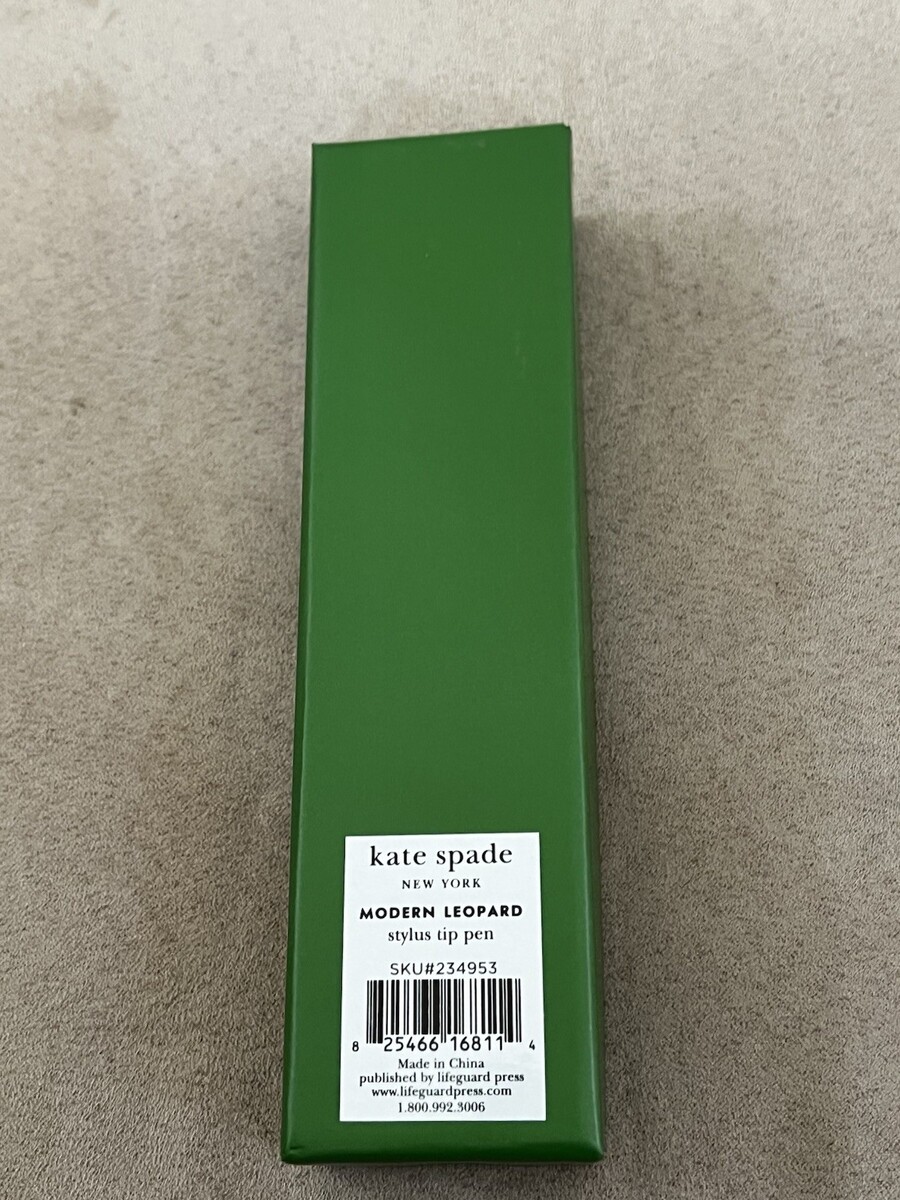 kate spade
NEW YORK
MODERN LEOPARD
stylus tip pen
SKU#234953
8 25466 16811 4
Made in China
published by lifeguard press
www.lifeguardpress.com
1.800.992.3006